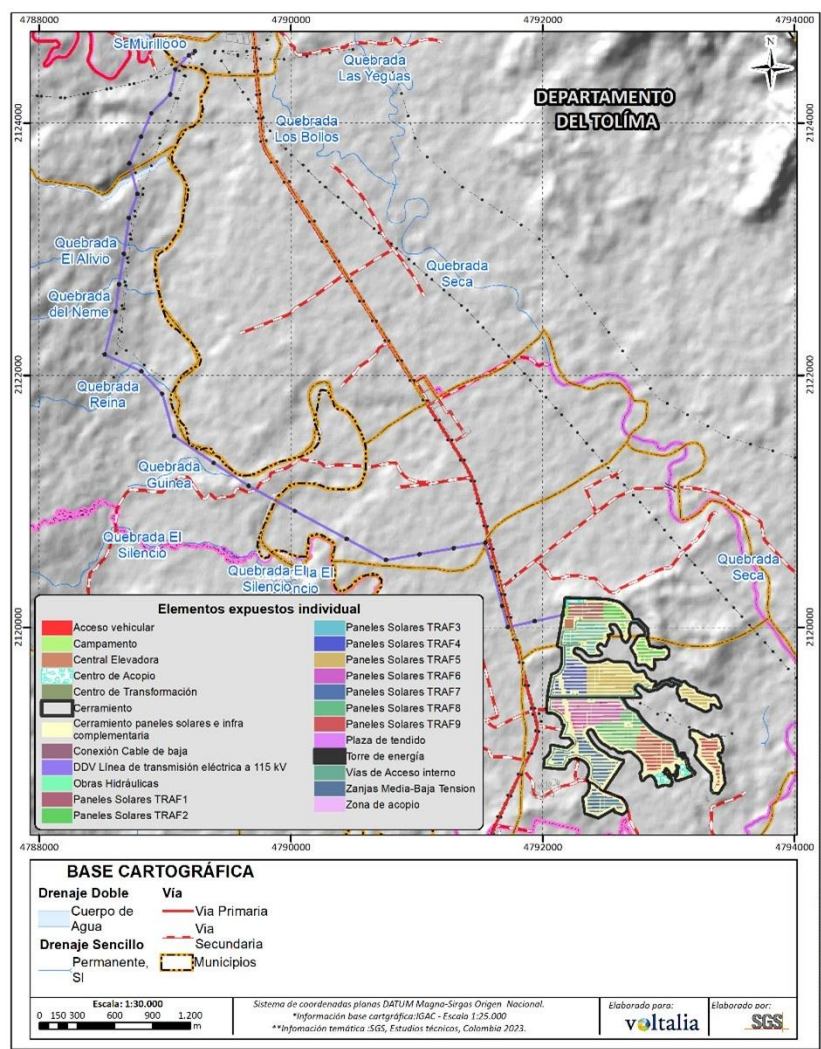 4788000
4790000
4792000
4794000
SaMurillooo
Quebrada
Las Yeguas
N
DEPARTAMENTO
DEL TOLÍMA
2124000
2124000
Quebrada
Los Bollos
Quebrada
El Alivio
Quebrada
Seca
Quebrada
del Neme
2122000
2122000
Quebrada
Reina
Quebrada
Guinea
Quebrada El
Silencio
Quebrada El
Silencio
la El
ncio
Quebrada
Seca
2120000
2120000
Elementos expuestos individual
Acceso vehicular
Campamento
Central Elevadora
Centro de Acopio
Centro de Transformación
Cerramiento
Cerramiento paneles solares e infra
complementaria
Conexión Cable de baja
DDV Línea de transmisión eléctrica a 115 kV
Obras Hidráulicas
Paneles Solares TRAF1
Paneles Solares TRAF2
Paneles Solares TRAF3
Paneles Solares TRAF4
Paneles Solares TRAF5
Paneles Solares TRAF6
Paneles Solares TRAF7
Paneles Solares TRAF8
Paneles Solares TRAF9
Plaza de tendido
Torre de energía
Vías de Acceso interno
Zanjas Media-Baja Tension
Zona de acopio
4788000
4790000
4792000
4794000
BASE CARTOGRÁFICA
Drenaje Doble
Cuerpo de
Agua
Drenaje Sencillo
Permanente,
SI
Vía
Via Primaria
Via
Secundaria
Municipios
Escala: 1:30.000
0 150 300 600 900 1.200
m
Sistema de coordenadas planas DATUM Magna-Sirgas Origen Nacional.
*Información base cartgráfica:IGAC - Escala 1:25.000
**Infomación temática :SGS, Estudios técnicos, Colombia 2023.
Elaborado para:
voltalia
Elaborado por:
SGS